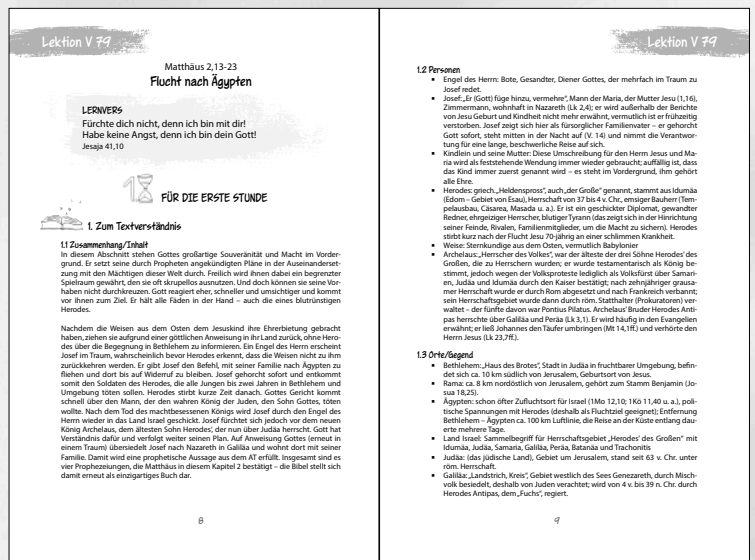 Lektion V 79
Matthäus 2,13-23
Flucht nach Ägypten
LERNVERS
Fürchte dich nicht, denn ich bin mit dir!
Habe keine Angst, denn ich bin dein Gott!
Jesaja 41,10
1
FÜR DIE ERSTE STUNDE
1. Zum Textverständnis
1.1 Zusammenhang/Inhalt
In diesem Abschnitt stehen Gottes großartige Souveränität und Macht im Vorder-
grund. Er setzt seine durch Propheten angekündigten Pläne in der Auseinanderset-
zung mit den Mächtigen dieser Welt durch. Freilich wird ihnen dabei ein begrenzter
Spielraum gewährt, den sie oft skrupellos ausnutzen. Und doch können sie seine Vor-
haben nicht durchkreuzen. Gott reagiert eher, schneller und umsichtiger und kommt
vor ihnen zum Ziel. Er hält alle Fäden in der Hand – auch die eines blutrünstigen
Herodes.
Nachdem die Weisen aus dem Osten dem Jesuskind ihre Ehrerbietung gebracht
haben, ziehen sie aufgrund einer göttlichen Anweisung in ihr Land zurück, ohne Hero-
des über die Begegnung in Bethlehem zu informieren. Ein Engel des Herrn erscheint
Josef im Traum, wahrscheinlich bevor Herodes erkennt, dass die Weisen nicht zu ihm
zurückkehren werden. Er gibt Josef den Befehl, mit seiner Familie nach Ägypten zu
fliehen und dort bis auf Widerruf zu bleiben. Josef gehorcht sofort und entkommt
somit den Soldaten des Herodes, die alle Jungen bis zwei Jahren in Bethlehem und
Umgebung töten sollen. Herodes stirbt kurze Zeit danach. Gottes Gericht kommt
schnell über den Mann, der den wahren König der Juden, den Sohn Gottes, töten
wollte. Nach dem Tod des machtbesessenen Königs wird Josef durch den Engel des
Herrn wieder in das Land Israel geschickt. Josef fürchtet sich jedoch vor dem neuen
König Archelaus, dem ältesten Sohn Herodes', der nun über Judäa herrscht. Gott hat
Verständnis dafür und verfolgt weiter seinen Plan. Auf Anweisung Gottes (erneut in
einem Traum) übersiedelt Josef nach Nazareth in Galiläa und wohnt dort mit seiner
Familie. Damit wird eine prophetische Aussage aus dem AT erfüllt. Insgesamt sind es
vier Prophezeiungen, die Matthäus in diesem Kapitel 2 bestätigt – die Bibel stellt sich
damit erneut als einzigartiges Buch dar.
8
Lektion V 79
1.2 Personen
▪ Engel des Herrn: Bote, Gesandter, Diener Gottes, der mehrfach im Traum zu
Josef redet.
▪ Josef: „Er (Gott) füge hinzu, vermehre“, Mann der Maria, der Mutter Jesu (1,16),
Zimmermann, wohnhaft in Nazareth (Lk 2,4); er wird außerhalb der Berichte
von Jesu Geburt und Kindheit nicht mehr erwähnt, vermutlich ist er frühzeitig
verstorben. Josef zeigt sich hier als fürsorglicher Familienvater – er gehorcht
Gott sofort, steht mitten in der Nacht auf (V. 14) und nimmt die Verantwor-
tung für eine lange, beschwerliche Reise auf sich.
▪ Kindlein und seine Mutter: Diese Umschreibung für den Herrn Jesus und Ma-
ria wird als feststehende Wendung immer wieder gebraucht; auffällig ist, dass
das Kind immer zuerst genannt wird – es steht im Vordergrund, ihm gehört
alle Ehre.
▪ Herodes: griech. „Heldenspross“, auch „der Große“ genannt, stammt aus Idumäa
(Edom – Gebiet von Esau), Herrschaft von 37 bis 4 v. Chr., emsiger Bauherr (Tem-
pelausbau, Cäsarea, Masada u. a.). Er ist ein geschickter Diplomat, gewandter
Redner, ehrgeiziger Herrscher, blutiger Tyrann (das zeigt sich in der Hinrichtung
seiner Feinde, Rivalen, Familienmitglieder, um die Macht zu sichern). Herodes
stirbt kurz nach der Flucht Jesu 70-jährig an einer schlimmen Krankheit.
▪ Weise: Sternkundige aus dem Osten, vermutlich Babylonier
▪ Archelaus: „Herrscher des Volkes“, war der älteste der drei Söhne Herodes' des
Großen, die zu Herrschern wurden; er wurde testamentarisch als König be-
stimmt, jedoch wegen der Volksproteste lediglich als Volksfürst über Samari-
en, Judäa und Idumäa durch den Kaiser bestätigt; nach zehnjähriger grausa-
mer Herrschaft wurde er durch Rom abgesetzt und nach Frankreich verbannt;
sein Herrschaftsgebiet wurde dann durch röm. Statthalter (Prokuratoren) ver-
waltet – der fünfte davon war Pontius Pilatus. Archelaus' Bruder Herodes Anti-
pas herrschte über Galiläa und Peräa (Lk 3,1). Er wird häufig in den Evangelien
erwähnt; er ließ Johannes den Täufer umbringen (Mt 14,1ff.) und verhörte den
Herrn Jesus (Lk 23,7ff.).
1.3 Orte/Gegend
▪ Bethlehem: „Haus des Brotes“, Stadt in Judäa in fruchtbarer Umgebung, befin-
det sich ca. 10 km südlich von Jerusalem, Geburtsort von Jesus.
▪ Rama: ca. 8 km nordöstlich von Jerusalem, gehört zum Stamm Benjamin (Jo-
sua 18,25).
▪ Ägypten: schon öfter Zufluchtsort für Israel (1Mo 12,10; 1Kö 11,40 u. a.), poli-
tische Spannungen mit Herodes (deshalb als Fluchtziel geeignet); Entfernung
Bethlehem – Ägypten ca. 100 km Luftlinie, die Reise an der Küste entlang dau-
erte mehrere Tage.
▪ Land Israel: Sammelbegriff für Herrschaftsgebiet „Herodes' des Großen“ mit
Idumäa, Judäa, Samaria, Galiläa, Peräa, Batanäa und Trachonitis
▪ Judäa: (das jüdische Land), Gebiet um Jerusalem, stand seit 63 v. Chr. unter
röm. Herrschaft.
▪ Galiläa: „Landstrich, Kreis“, Gebiet westlich des Sees Genezareth, durch Misch-
volk besiedelt, deshalb von Juden verachtet; wird von 4 v. bis 39 n. Chr. durch
Herodes Antipas, dem „Fuchs“, regiert.
9